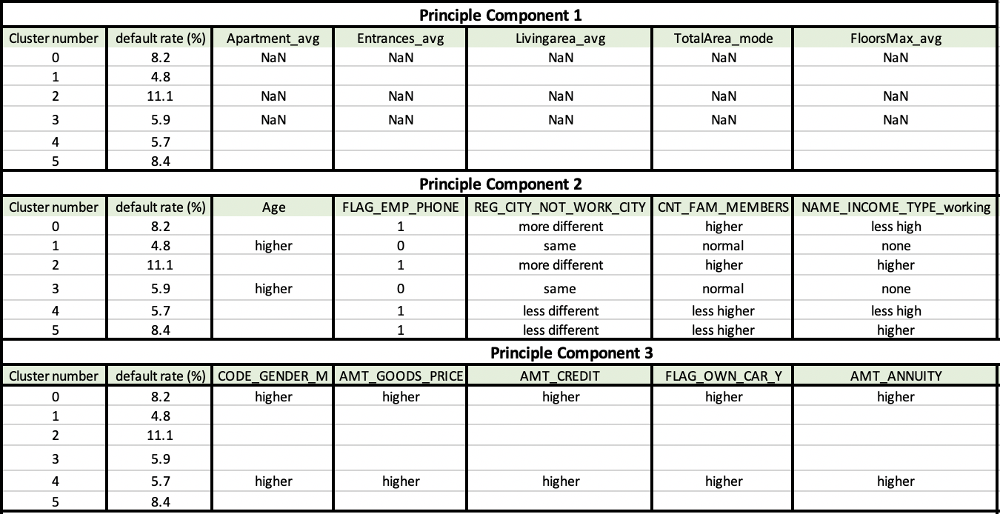 Principle Component 1
Cluster number default rate (%) Apartment_avg Entrances_avg Livingarea_avg TotalArea_mode FloorsMax_avg
0 8.2 NaN NaN NaN NaN NaN
1 4.8
2 11.1 NaN NaN NaN NaN NaN
3 5.9 NaN NaN NaN NaN NaN
4 5.7
5 8.4
Principle Component 2
Cluster number default rate (%) Age FLAG_EMP_PHONE REG_CITY_NOT_WORK_CITY CNT_FAM_MEMBERS NAME_INCOME_TYPE_working
0 8.2 1 more different higher less high
1 4.8 higher 0 same normal none
2 11.1 1 more different higher higher
3 5.9 higher 0 same normal none
4 5.7 1 less different less higher less high
5 8.4 1 less different less higher higher
Principle Component 3
Cluster number default rate (%) CODE_GENDER_M AMT_GOODS_PRICE AMT_CREDIT FLAG_OWN_CAR_Y AMT_ANNUITY
0 8.2 higher higher higher higher higher
1 4.8
2 11.1
3 5.9
4 5.7 higher higher higher higher higher
5 8.4